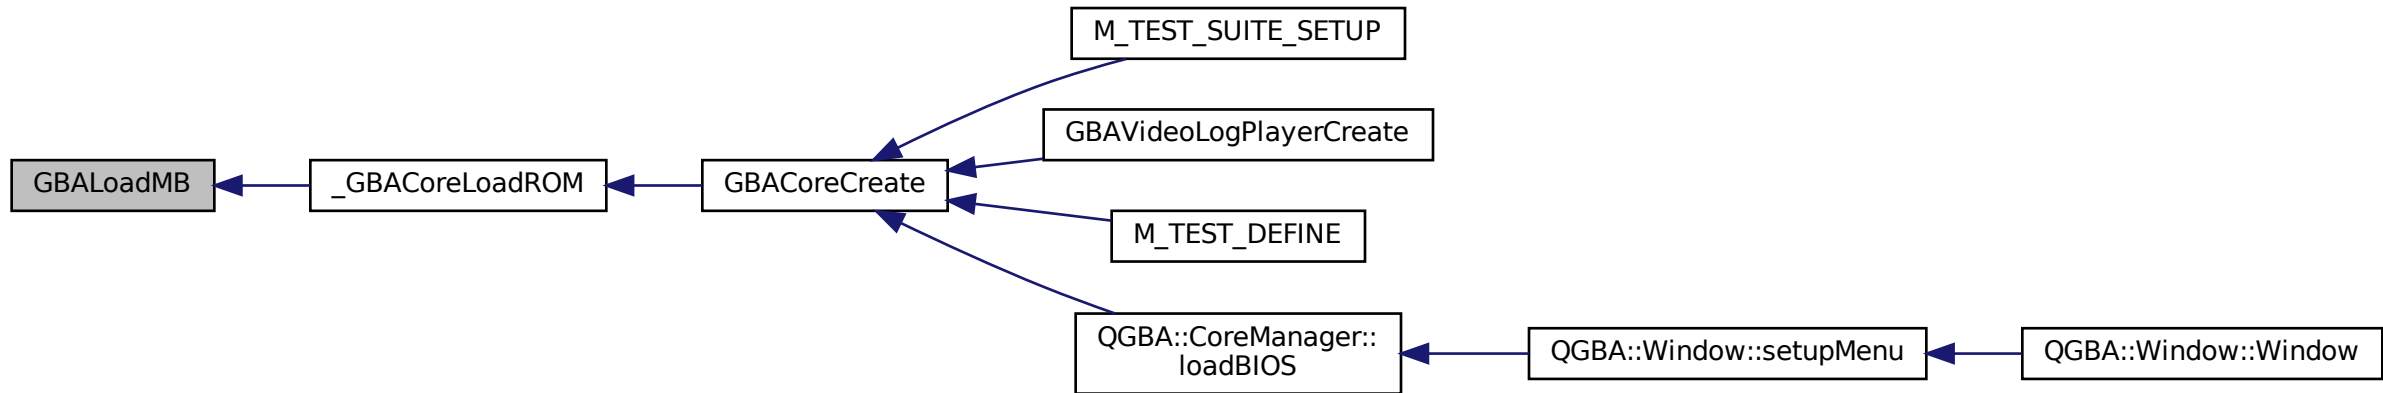 M_TEST_SUITE_SETUP
GBAVideoLogPlayerCreate
GBALoadMB
_GBACoreLoadROM
GBACoreCreate
M_TEST_DEFINE
QGBA::CoreManager::
loadBIOS
QGBA::Window::setupMenu
QGBA::Window::Window